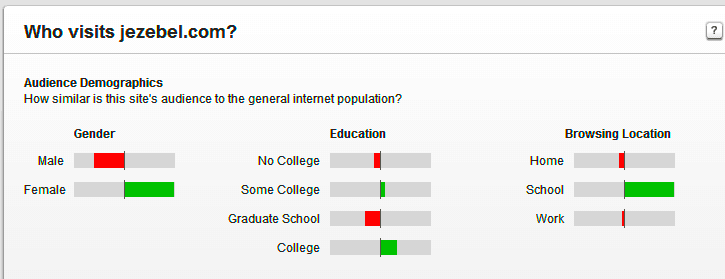 Who visits jezebel.com?
?
Audience Demographics
How similar is this site's audience to the general internet population?
Gender
Male
Female
Education
No College
Some College
Graduate School
College
Browsing Location
Home
School
Work